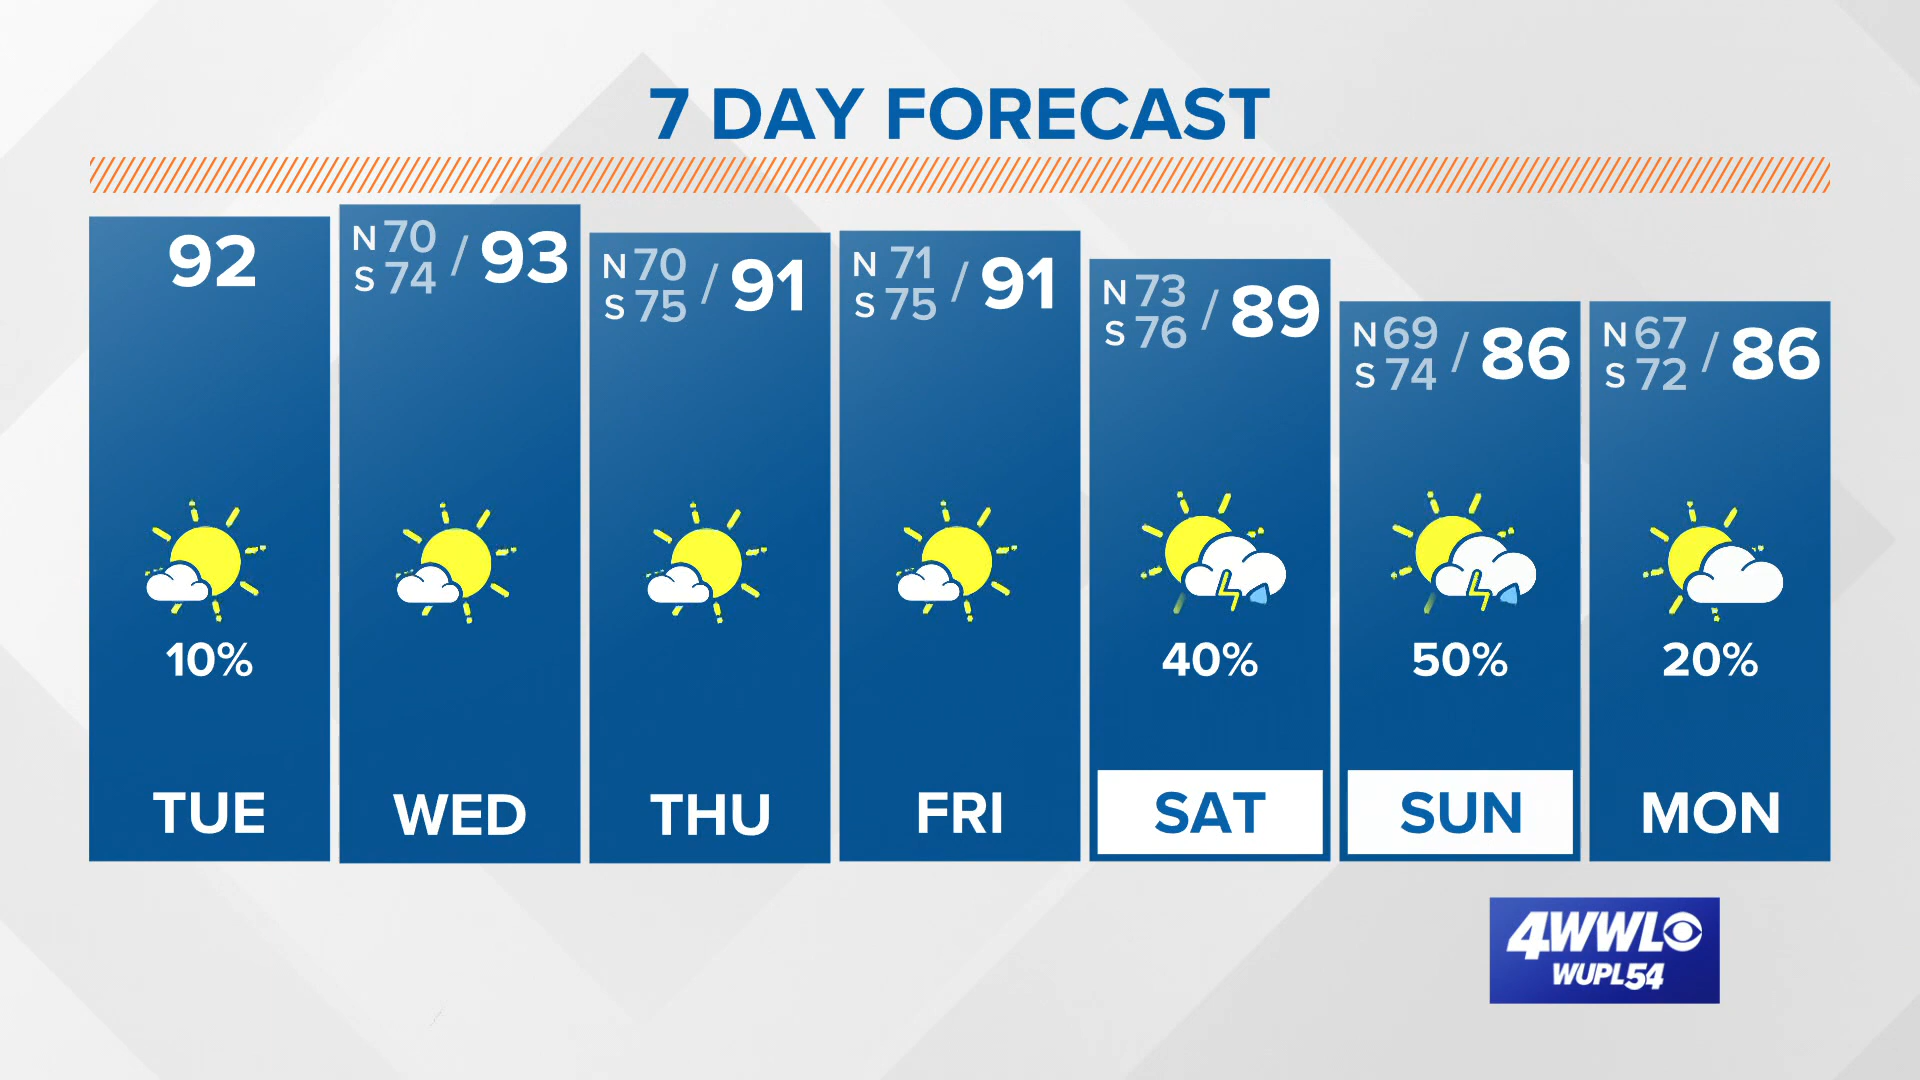 7 DAY FORECAST
92
10%
TUE
N 70
S 74 / 93
WED
N 70
S 75 / 91
THU
N 71
S 75 / 91
FRI
N 73
S 76 / 89
40%
SAT
N 69
S 74 / 86
50%
SUN
N 67
S 72 / 86
20%
MON
4WWL
WUPL54